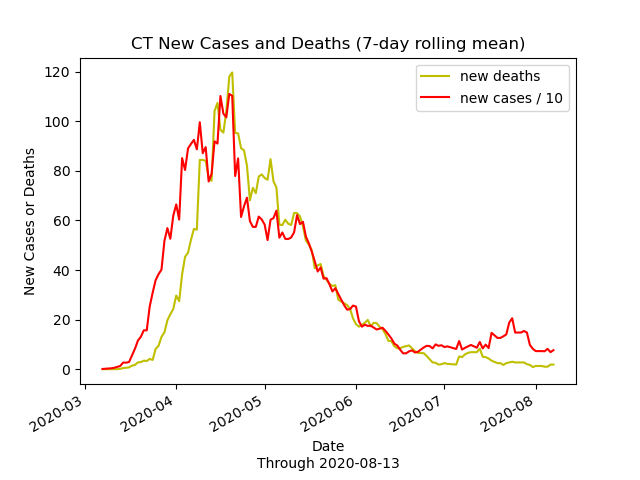 CT New Cases and Deaths (7-day rolling mean)
new deaths
new cases / 10
New Cases or Deaths
120
100
80
60
40
20
0
2020-03
2020-04
2020-05
2020-06
2020-07
2020-08
Date
Through 2020-08-13